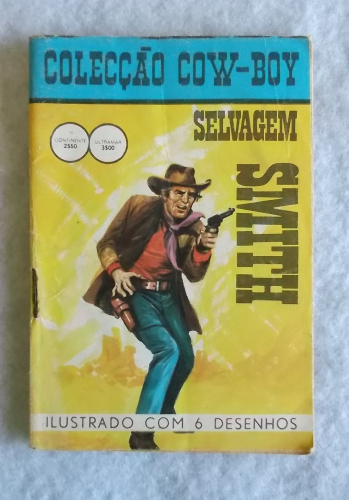 COLECÇÃO COW-BOY
CONTINENTE
2$50
ULTRAMAR
3$00
SELVAGEM
SMITH
ILUSTRADO COM 6 DESENHOS